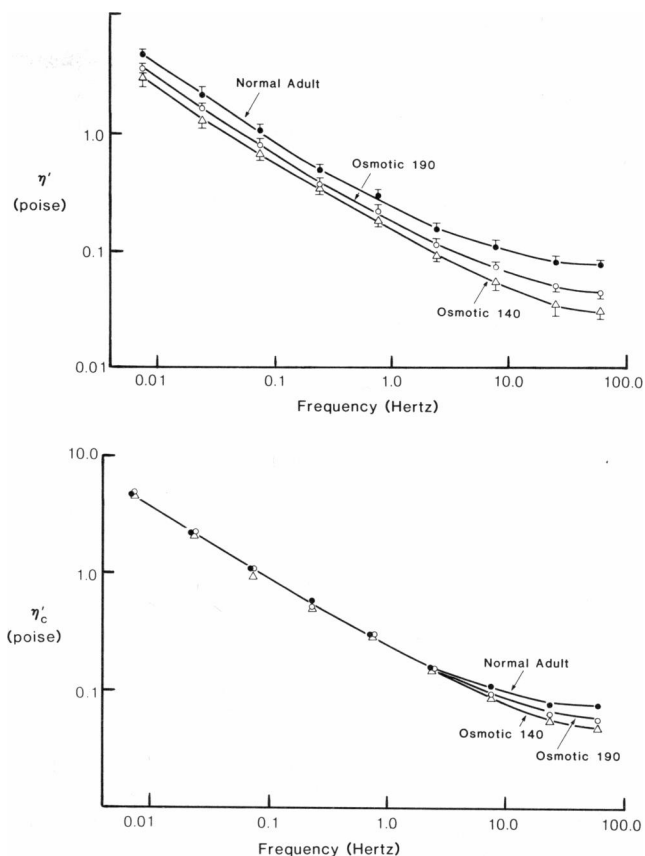 1.0
η′
(poise)
0.1
0.01
Normal Adult
Osmotic 190
Osmotic 140
0.01 0.1 1.0 10.0 100.0
Frequency (Hertz)
10.0
1.0
η′c
(poise)
0.1
Normal Adult
Osmotic 140
Osmotic 190
0.01 0.1 1.0 10.0 100.0
Frequency (Hertz)